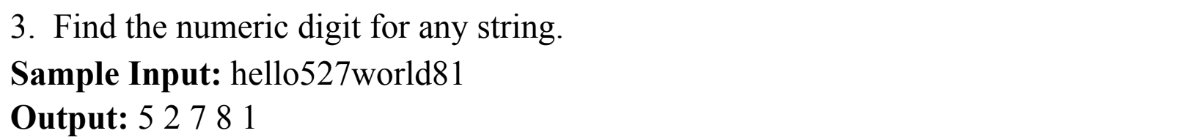 3. Find the numeric digit for any string.
Sample Input: hello527world81
Output: 5 2 7 8 1